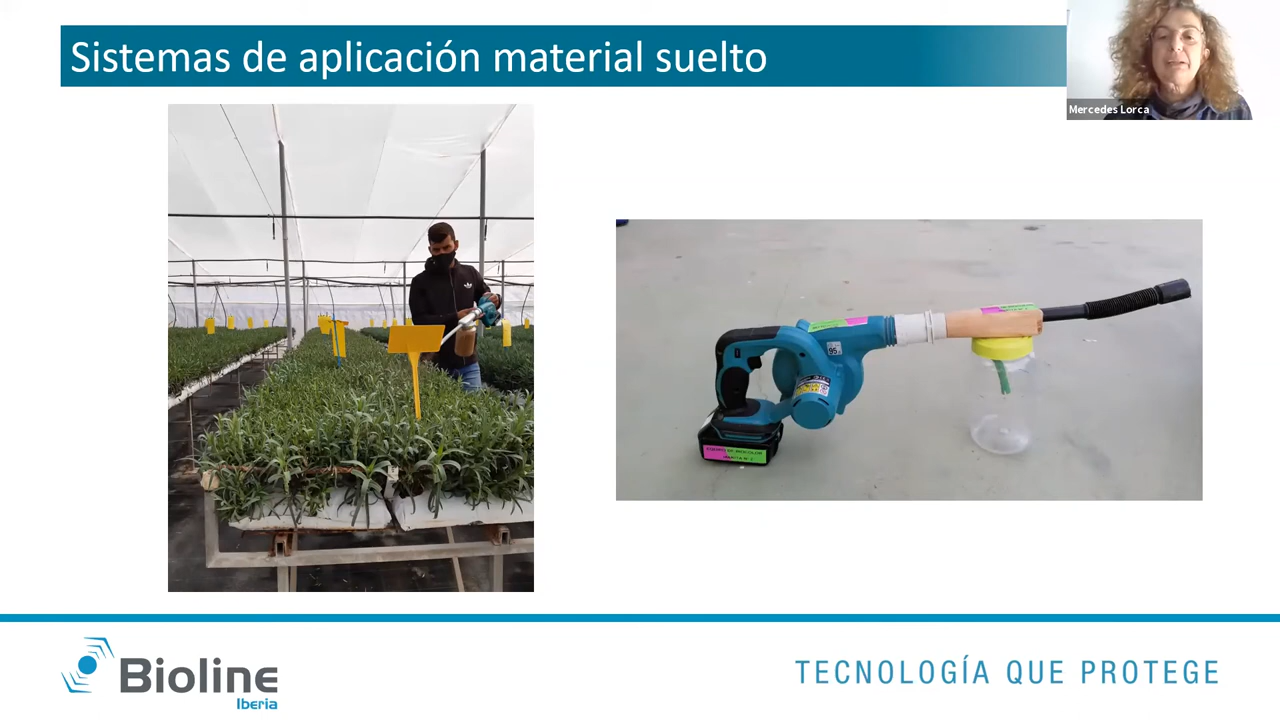 Sistemas de aplicación material suelto
Mercedes Lorca
Bioline
Iberia
TECNOLOGÍA QUE PROTEGE